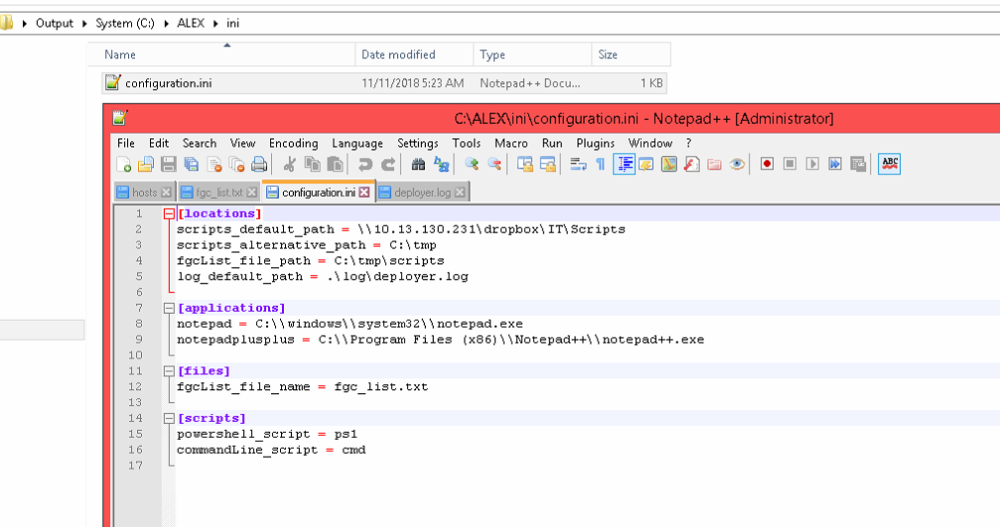 Output System (C:) ALEX ini
Name Date modified Type Size
configuration.ini 11/11/2018 5:23 AM Notepad++ Docu... 1 KB
C:\ALEX\ini\configuration.ini - Notepad++ [Administrator]
File Edit Search View Encoding Language Settings Tools Macro Run Plugins Window ?
ABC
hosts fgc_list.txt configuration.ini deployer.log
1 [locations]
2 scripts_default_path = \\10.13.130.231\dropbox\IT\Scripts
3 scripts_alternative_path = C:\tmp
4 fgcList_file_path = C:\tmp\scripts
5 log_default_path = .\log\deployer.log
6
7 [applications]
8 notepad = C:\\windows\\system32\\notepad.exe
9 notepadplusplus = C:\\Program Files (x86)\\Notepad++\\notepad++.exe
10
11 [files]
12 fgcList_file_name = fgc_list.txt
13
14 [scripts]
15 powershell_script = ps1
16 commandLine_script = cmd
17